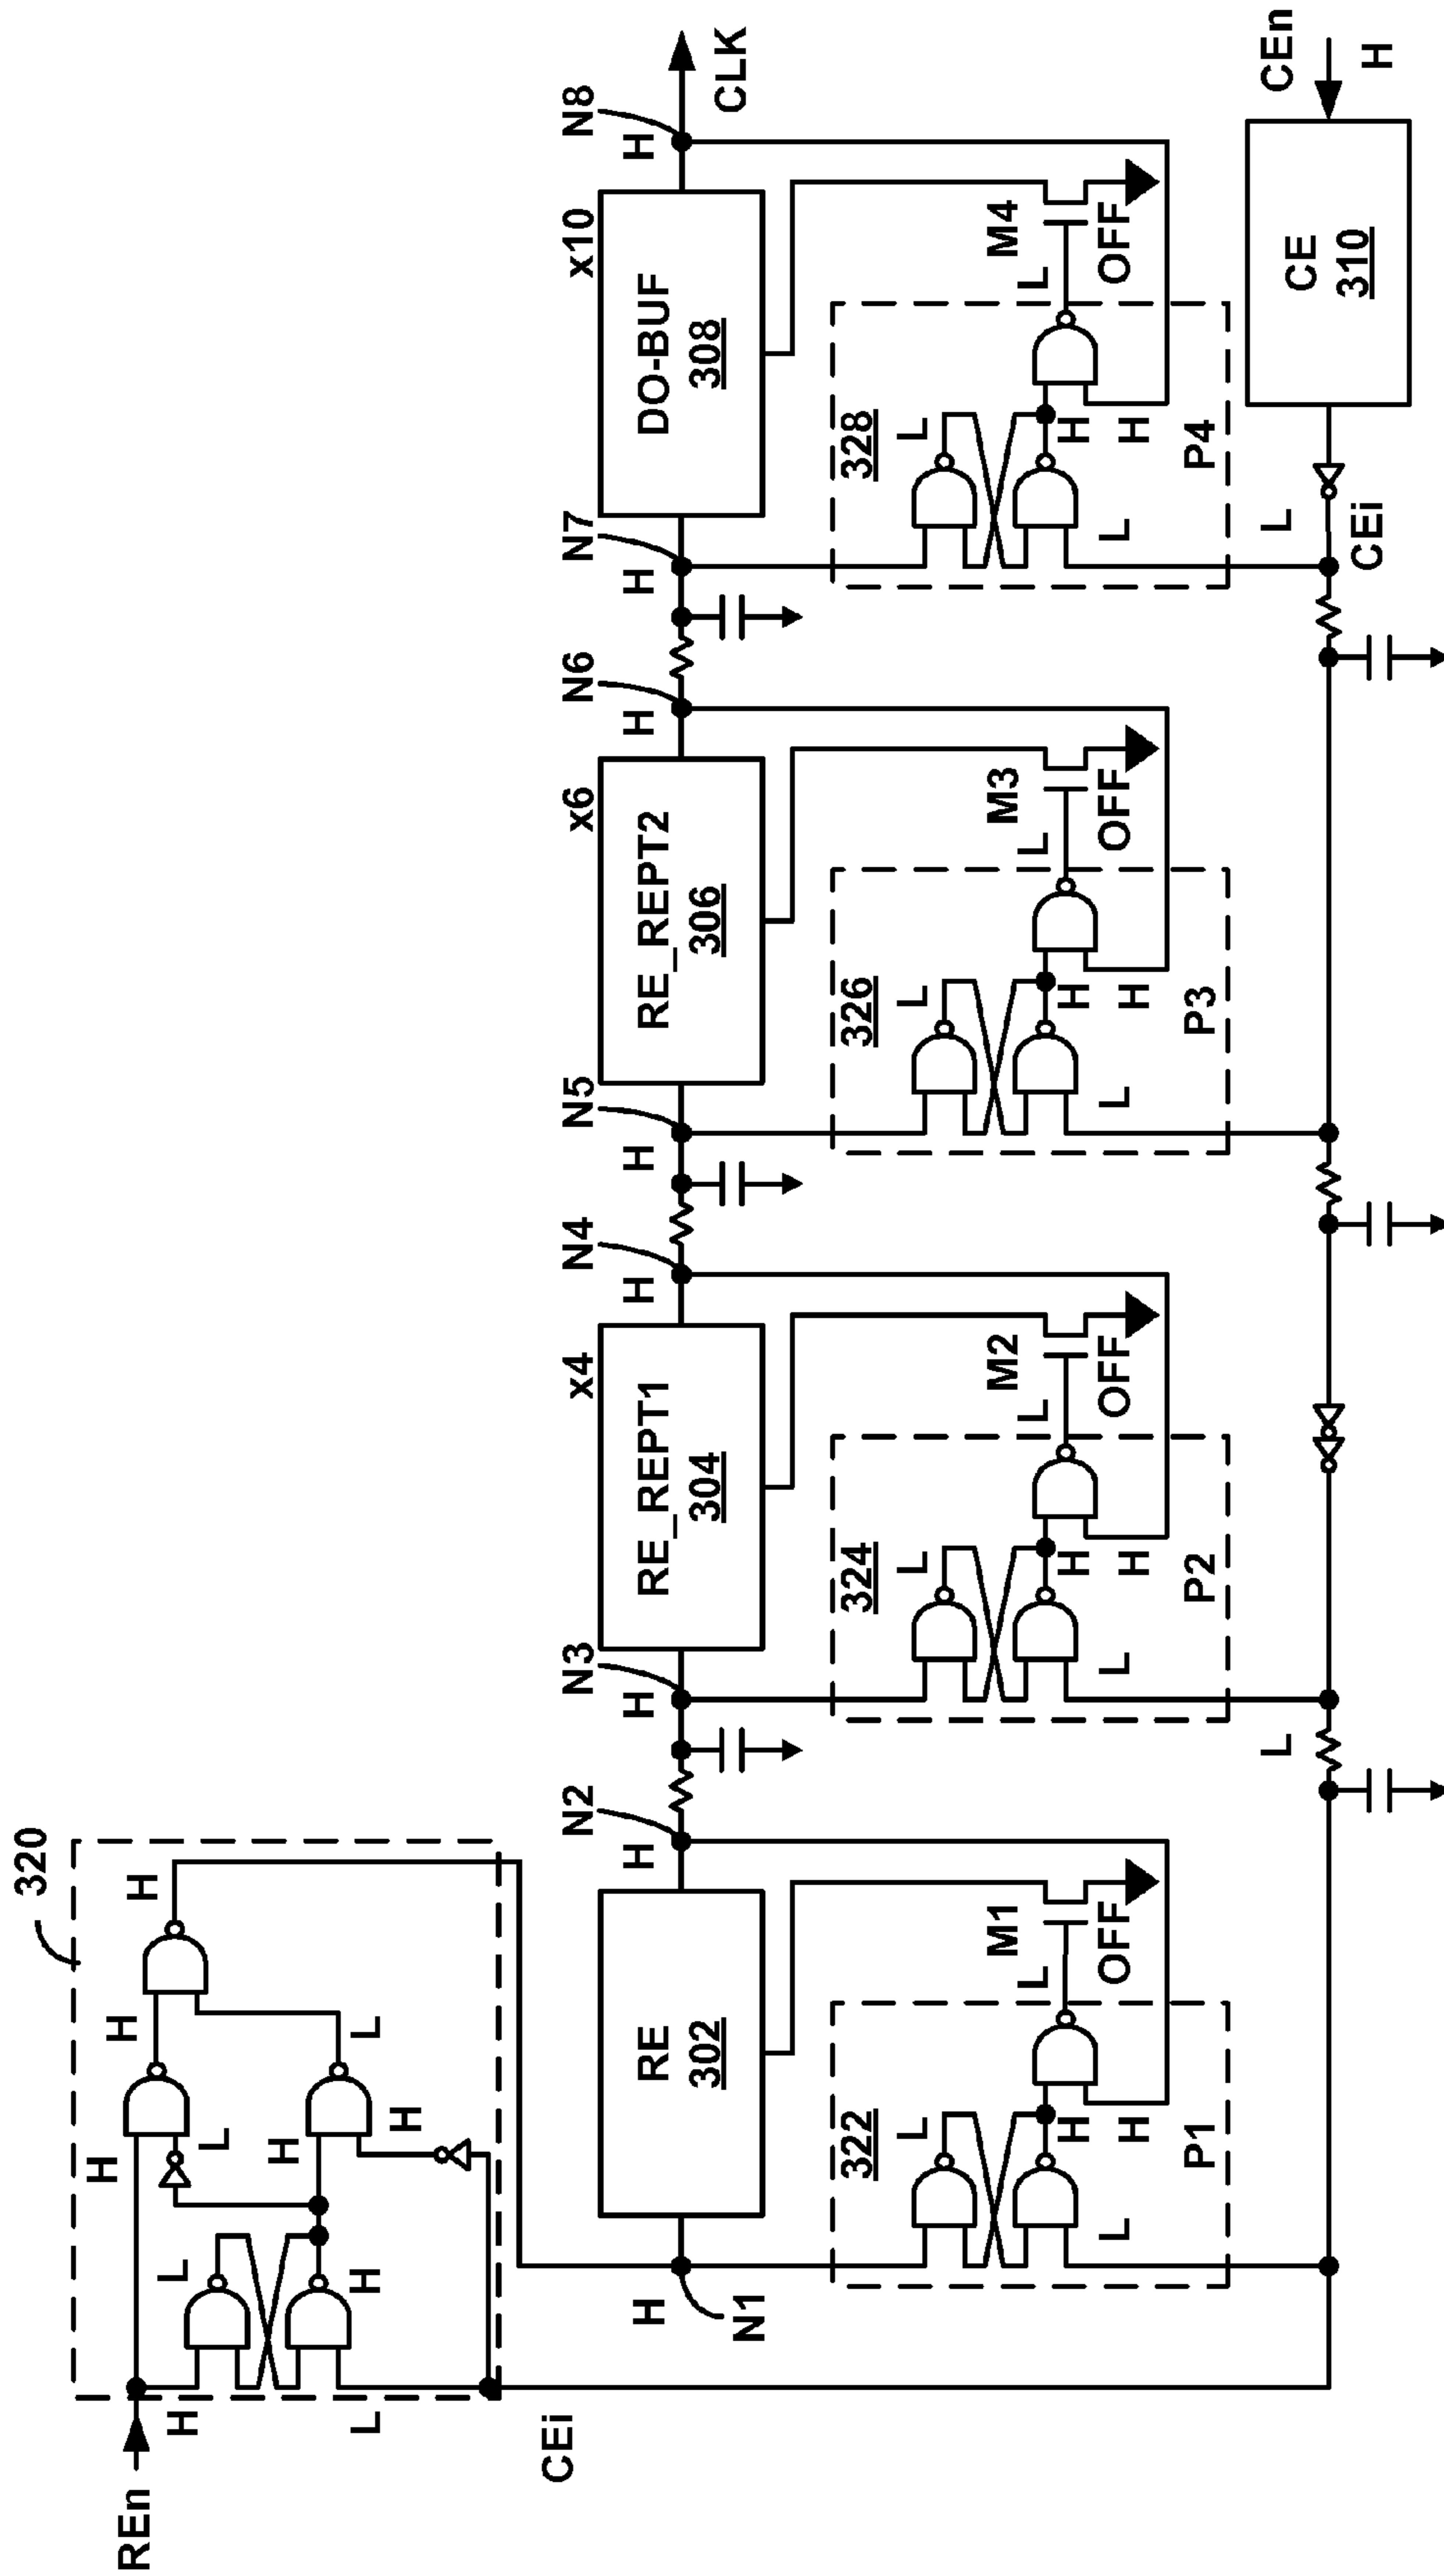 320
REn
H
L
CEi
H
L
H
L
H
H
H
H
L
H
H
N1
RE
302
H
N2
322
L
H
H
L
P1
L
M1
OFF
L
H
N3
RE_REPT1
304
x4
H
N4
324
L
H
H
L
P2
L
M2
OFF
H
N5
RE_REPT2
306
x6
H
N6
326
L
H
H
L
P3
L
M3
OFF
H
N7
DO-BUF
308
x10
H
N8
CLK
328
L
H
H
L
P4
L
M4
OFF
L
CEi
CE
310
CEn
H